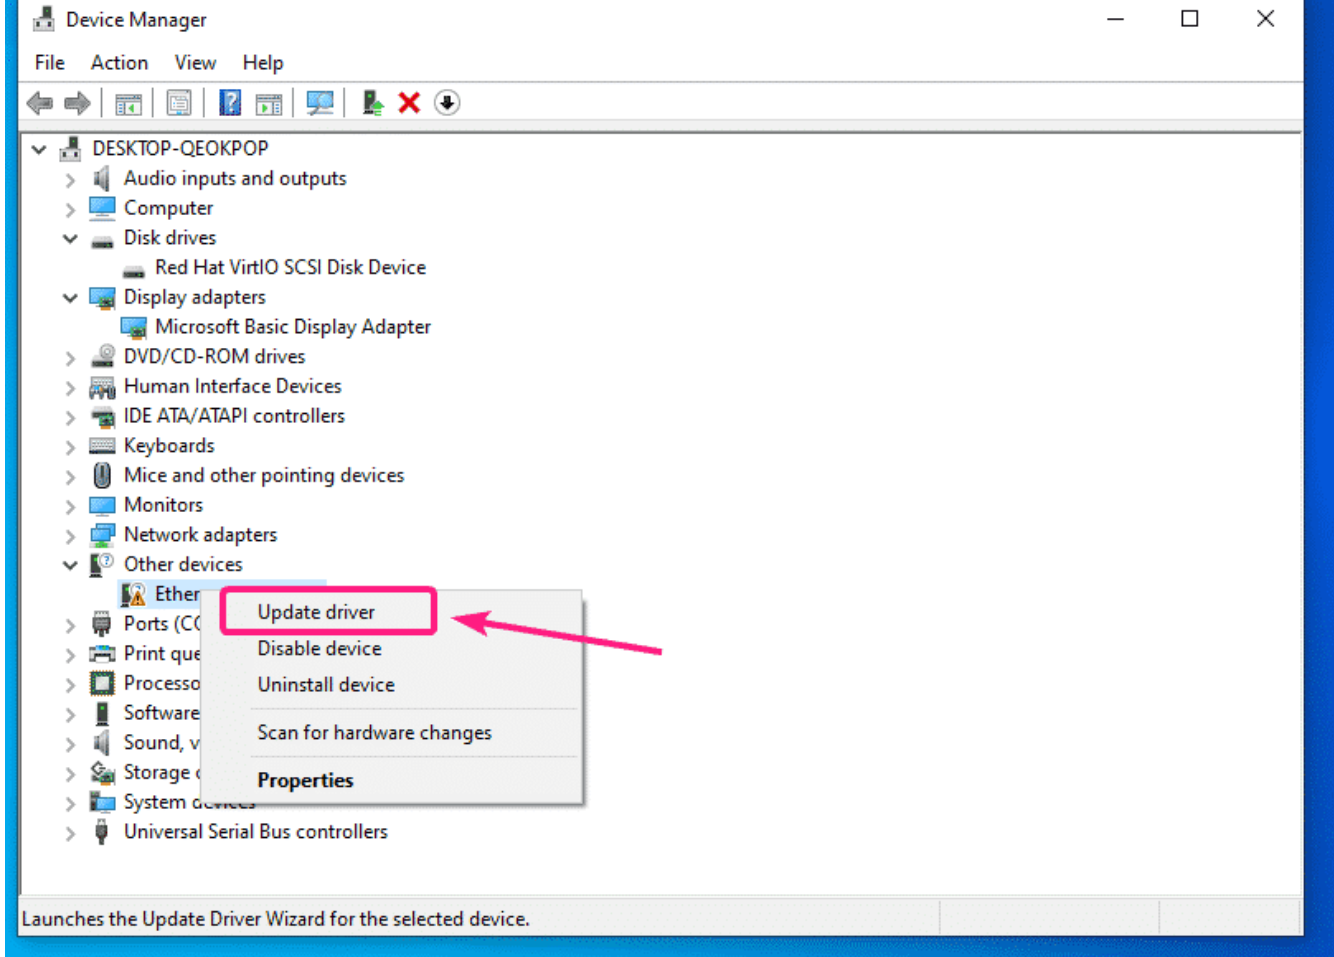 Device Manager
File Action View Help
DESKTOP-QEOKPOP
Audio inputs and outputs
Computer
Disk drives
Red Hat VirtIO SCSI Disk Device
Display adapters
Microsoft Basic Display Adapter
DVD/CD-ROM drives
Human Interface Devices
IDE ATA/ATAPI controllers
Keyboards
Mice and other pointing devices
Monitors
Network adapters
Other devices
Ether
Update driver
Ports (CO
Disable device
Print que
Uninstall device
Processo
Software
Scan for hardware changes
Sound, v
Storage
Properties
System devices
Universal Serial Bus controllers
Launches the Update Driver Wizard for the selected device.